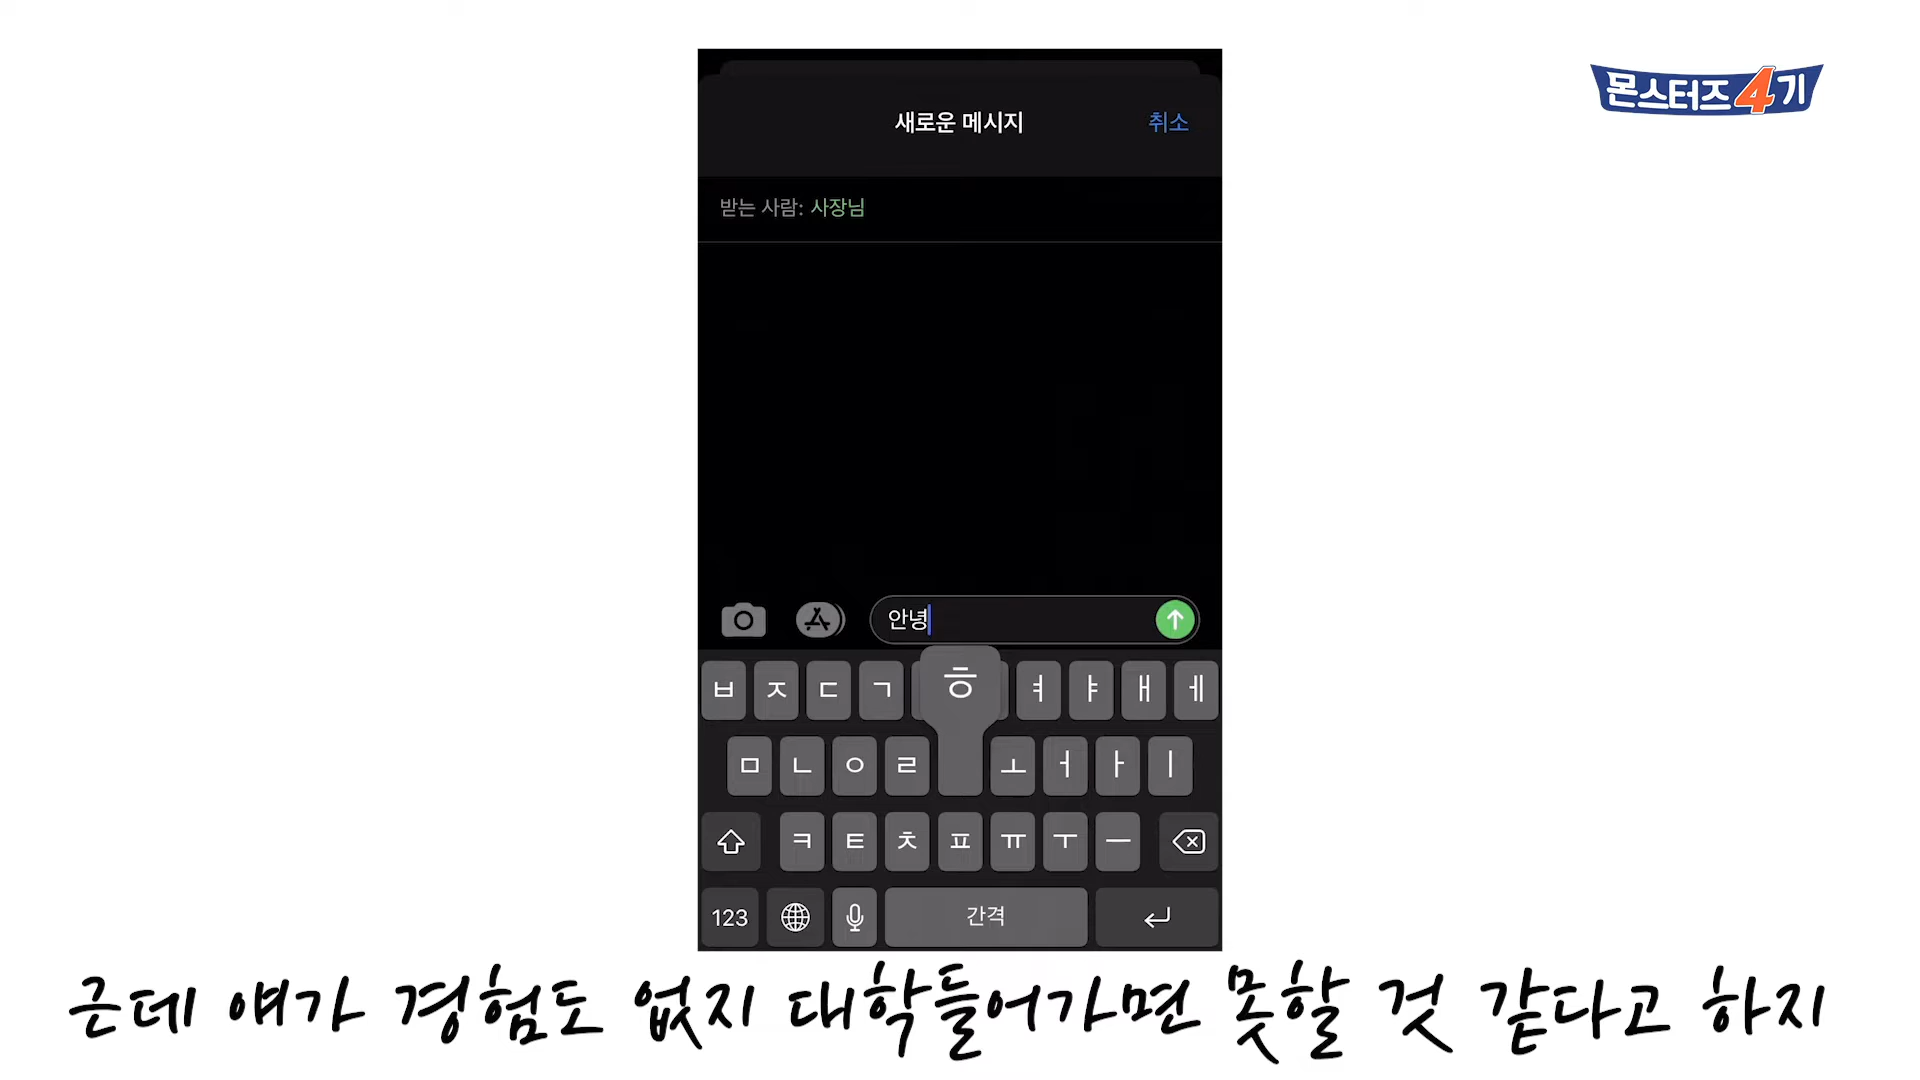 몬스터즈 4기
새로운 메시지 취소
받는 사람: 사장님
안녕
ㅂ ㅈ ㄷ ㄱ ㅎ ㅕ ㅑ ㅐ ㅔ
ㅁ ㄴ ㅇ ㄹ ㅗ ㅓ ㅏ ㅣ
ㅋ ㅌ ㅊ ㅍ ㅠ ㅜ ㅡ
123 간격
근데 얘가 경험도 없지 대학들어가면 못할 것 같다고 하지